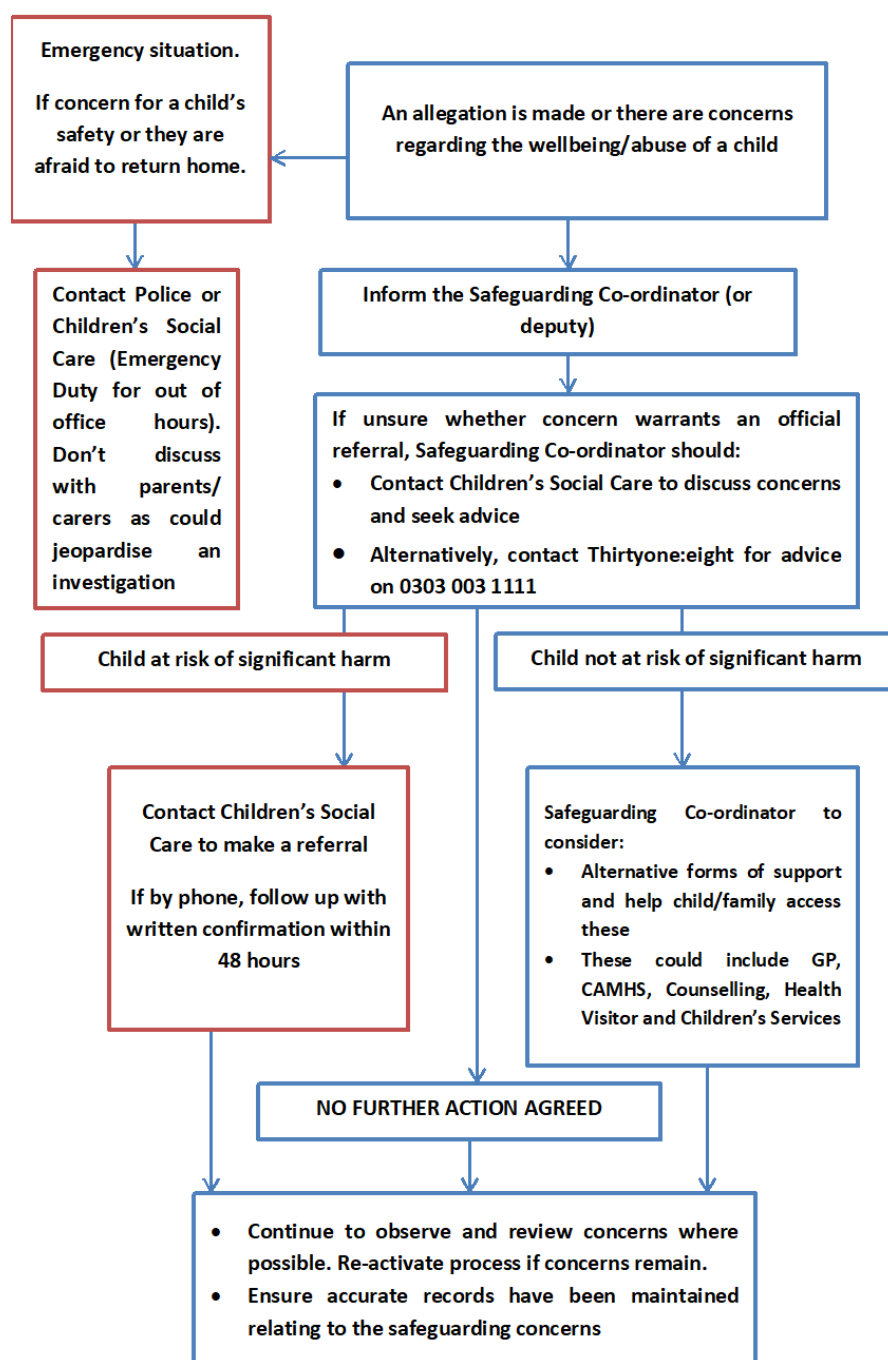 Emergency situation.
If concern for a child’s
safety or they are
afraid to return home.
An allegation is made or there are concerns
regarding the wellbeing/abuse of a child
Contact Police or
Children’s Social
Care (Emergency
Duty for out of
office hours).
Don’t discuss
with parents/
carers as could
jeopardise an
investigation
Inform the Safeguarding Co-ordinator (or
deputy)
If unsure whether concern warrants an official
referral, Safeguarding Co-ordinator should:
• Contact Children’s Social Care to discuss concerns
and seek advice
• Alternatively, contact Thirtyone:eight for advice
on 0303 003 1111
Child at risk of significant harm
Child not at risk of significant harm
Contact Children’s Social
Care to make a referral
If by phone, follow up with
written confirmation within
48 hours
Safeguarding Co-ordinator to
consider:
• Alternative forms of support
and help child/family access
these
• These could include GP,
CAMHS, Counselling, Health
Visitor and Children’s Services
NO FURTHER ACTION AGREED
• Continue to observe and review concerns where
possible. Re-activate process if concerns remain.
• Ensure accurate records have been maintained
relating to the safeguarding concerns